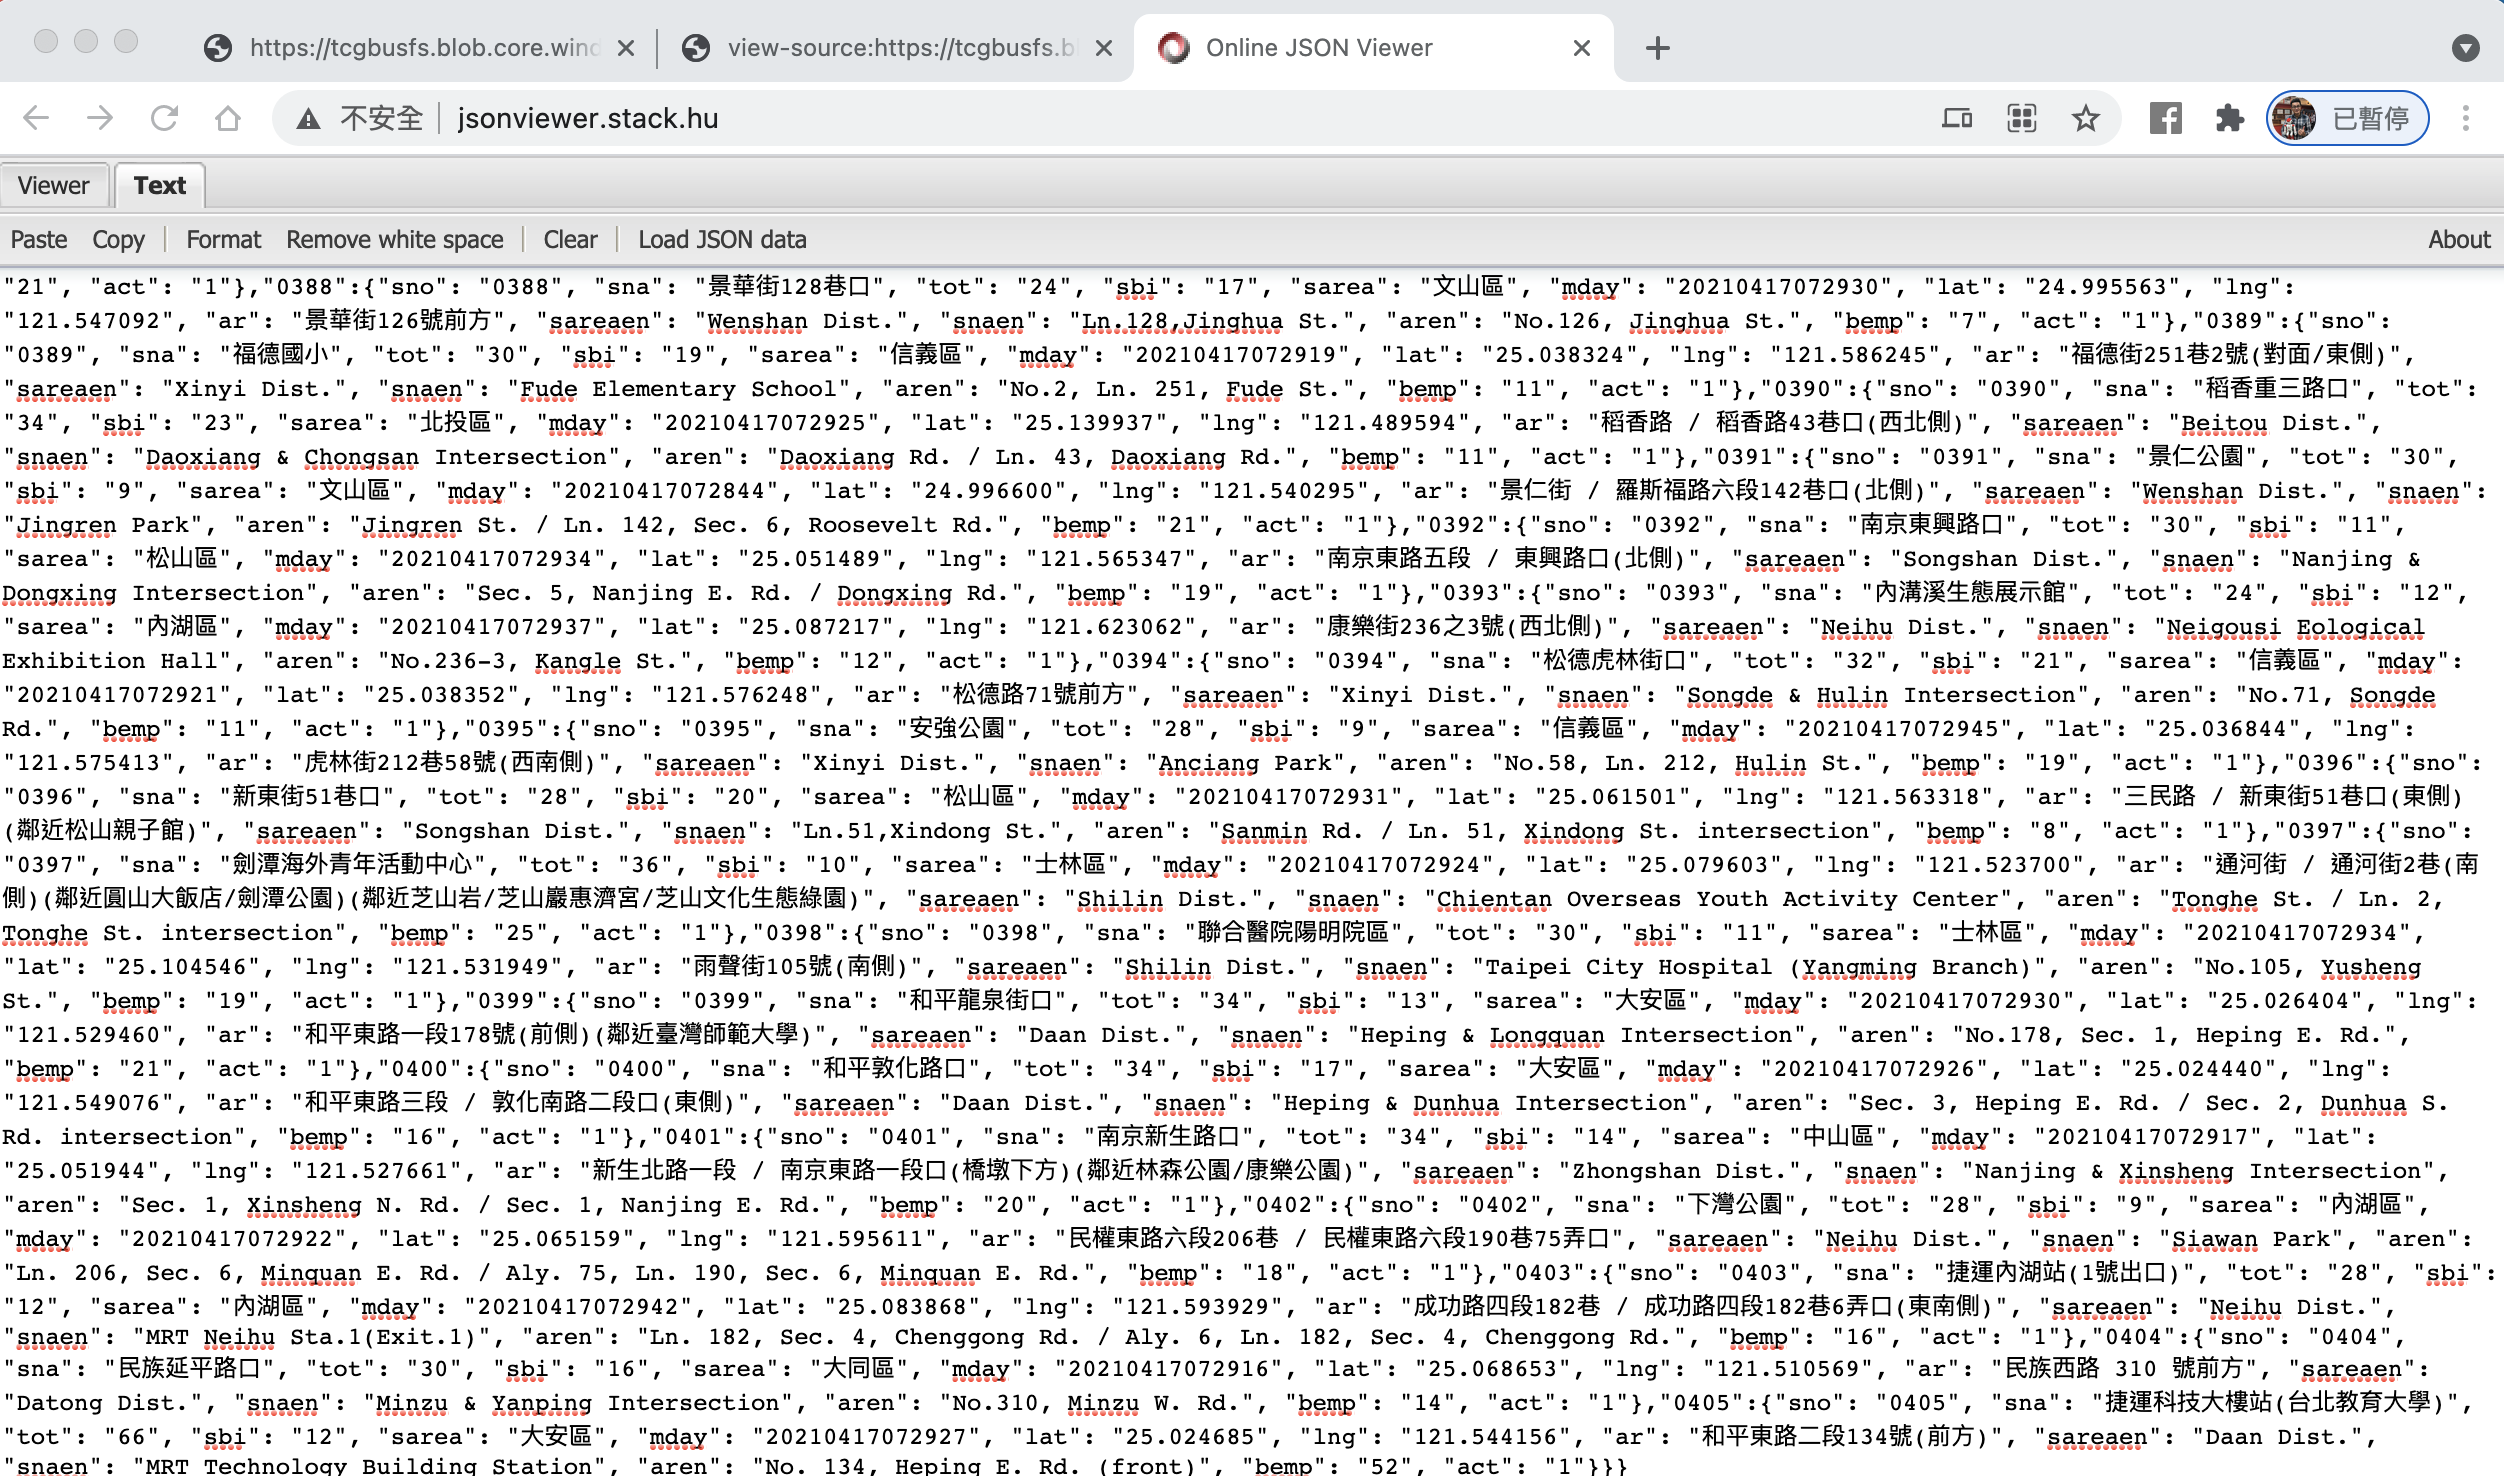 https://tcgbusfs.blob.core.wind
view-source:https://tcgbusfs.b
Online JSON Viewer
不安全
jsonviewer.stack.hu
已暫停
Viewer
Text
Paste Copy Format Remove white space Clear Load JSON data About
"21", "act": "1"},"0388":{"sno": "0388", "sna": "景華街128巷口", "tot": "24", "sbi": "17", "sarea": "文山區", "mday": "20210417072930", "lat": "24.995563", "lng":
"121.547092", "ar": "景華街126號前方", "sareaen": "Wenshan Dist.", "snaen": "Ln.128,Jinghua St.", "aren": "No.126, Jinghua St.", "bemp": "7", "act": "1"},"0389":{"sno":
"0389", "sna": "福德國小", "tot": "30", "sbi": "19", "sarea": "信義區", "mday": "20210417072919", "lat": "25.038324", "lng": "121.586245", "ar": "福德街251巷2號(對面/東側)",
"sareaen": "Xinyi Dist.", "snaen": "Fude Elementary School", "aren": "No.2, Ln. 251, Fude St.", "bemp": "11", "act": "1"},"0390":{"sno": "0390", "sna": "稻香重三路口", "tot":
"34", "sbi": "23", "sarea": "北投區", "mday": "20210417072925", "lat": "25.139937", "lng": "121.489594", "ar": "稻香路 / 稻香路43巷口(西北側)", "sareaen": "Beitou Dist.",
"snaen": "Daoxiang & Chongsan Intersection", "aren": "Daoxiang Rd. / Ln. 43, Daoxiang Rd.", "bemp": "11", "act": "1"},"0391":{"sno": "0391", "sna": "景仁公園", "tot": "30",
"sbi": "9", "sarea": "文山區", "mday": "20210417072844", "lat": "24.996600", "lng": "121.540295", "ar": "景仁街 / 羅斯福路六段142巷口(北側)", "sareaen": "Wenshan Dist.", "snaen":
"Jingren Park", "aren": "Jingren St. / Ln. 142, Sec. 6, Roosevelt Rd.", "bemp": "21", "act": "1"},"0392":{"sno": "0392", "sna": "南京東興路口", "tot": "30", "sbi": "11",
"sarea": "松山區", "mday": "20210417072934", "lat": "25.051489", "lng": "121.565347", "ar": "南京東路五段 / 東興路口(北側)", "sareaen": "Songshan Dist.", "snaen": "Nanjing &
Dongxing Intersection", "aren": "Sec. 5, Nanjing E. Rd. / Dongxing Rd.", "bemp": "19", "act": "1"},"0393":{"sno": "0393", "sna": "內溝溪生態展示館", "tot": "24", "sbi": "12",
"sarea": "內湖區", "mday": "20210417072937", "lat": "25.087217", "lng": "121.623062", "ar": "康樂街236之3號(西北側)", "sareaen": "Neihu Dist.", "snaen": "Neigousi Eological
Exhibition Hall", "aren": "No.236-3, Kangle St.", "bemp": "12", "act": "1"},"0394":{"sno": "0394", "sna": "松德虎林街口", "tot": "32", "sbi": "21", "sarea": "信義區", "mday":
"20210417072921", "lat": "25.038352", "lng": "121.576248", "ar": "松德路71號前方", "sareaen": "Xinyi Dist.", "snaen": "Songde & Hulin Intersection", "aren": "No.71, Songde
Rd.", "bemp": "11", "act": "1"},"0395":{"sno": "0395", "sna": "安強公園", "tot": "28", "sbi": "9", "sarea": "信義區", "mday": "20210417072945", "lat": "25.036844", "lng":
"121.575413", "ar": "虎林街212巷58號(西南側)", "sareaen": "Xinyi Dist.", "snaen": "Anciang Park", "aren": "No.58, Ln. 212, Hulin St.", "bemp": "19", "act": "1"},"0396":{"sno":
"0396", "sna": "新東街51巷口", "tot": "28", "sbi": "20", "sarea": "松山區", "mday": "20210417072931", "lat": "25.061501", "lng": "121.563318", "ar": "三民路 / 新東街51巷口(東側)
(鄰近松山親子館)", "sareaen": "Songshan Dist.", "snaen": "Ln.51,Xindong St.", "aren": "Sanmin Rd. / Ln. 51, Xindong St. intersection", "bemp": "8", "act": "1"},"0397":{"sno":
"0397", "sna": "劍潭海外青年活動中心", "tot": "36", "sbi": "10", "sarea": "士林區", "mday": "20210417072924", "lat": "25.079603", "lng": "121.523700", "ar": "通河街 / 通河街2巷(南
側)(鄰近圓山大飯店/劍潭公園)(鄰近芝山岩/芝山巖惠濟宮/芝山文化生態綠園)", "sareaen": "Shilin Dist.", "snaen": "Chientan Overseas Youth Activity Center", "aren": "Tonghe St. / Ln. 2,
Tonghe St. intersection", "bemp": "25", "act": "1"},"0398":{"sno": "0398", "sna": "聯合醫院陽明院區", "tot": "30", "sbi": "11", "sarea": "士林區", "mday": "20210417072934",
"lat": "25.104546", "lng": "121.531949", "ar": "雨聲街105號(南側)", "sareaen": "Shilin Dist.", "snaen": "Taipei City Hospital (Yangming Branch)", "aren": "No.105, Yusheng
St.", "bemp": "19", "act": "1"},"0399":{"sno": "0399", "sna": "和平龍泉街口", "tot": "34", "sbi": "13", "sarea": "大安區", "mday": "20210417072930", "lat": "25.026404", "lng":
"121.529460", "ar": "和平東路一段178號(前側)(鄰近臺灣師範大學)", "sareaen": "Daan Dist.", "snaen": "Heping & Longquan Intersection", "aren": "No.178, Sec. 1, Heping E. Rd.",
"bemp": "21", "act": "1"},"0400":{"sno": "0400", "sna": "和平敦化路口", "tot": "34", "sbi": "17", "sarea": "大安區", "mday": "20210417072926", "lat": "25.024440", "lng":
"121.549076", "ar": "和平東路三段 / 敦化南路二段口(東側)", "sareaen": "Daan Dist.", "snaen": "Heping & Dunhua Intersection", "aren": "Sec. 3, Heping E. Rd. / Sec. 2, Dunhua S.
Rd. intersection", "bemp": "16", "act": "1"},"0401":{"sno": "0401", "sna": "南京新生路口", "tot": "34", "sbi": "14", "sarea": "中山區", "mday": "20210417072917", "lat":
"25.051944", "lng": "121.527661", "ar": "新生北路一段 / 南京東路一段口(橋墩下方)(鄰近林森公園/康樂公園)", "sareaen": "Zhongshan Dist.", "snaen": "Nanjing & Xinsheng Intersection",
"aren": "Sec. 1, Xinsheng N. Rd. / Sec. 1, Nanjing E. Rd.", "bemp": "20", "act": "1"},"0402":{"sno": "0402", "sna": "下灣公園", "tot": "28", "sbi": "9", "sarea": "內湖區",
"mday": "20210417072922", "lat": "25.065159", "lng": "121.595611", "ar": "民權東路六段206巷 / 民權東路六段190巷75弄口", "sareaen": "Neihu Dist.", "snaen": "Siawan Park", "aren":
"Ln. 206, Sec. 6, Minquan E. Rd. / Aly. 75, Ln. 190, Sec. 6, Minquan E. Rd.", "bemp": "18", "act": "1"},"0403":{"sno": "0403", "sna": "捷運內湖站(1號出口)", "tot": "28", "sbi":
"12", "sarea": "內湖區", "mday": "20210417072942", "lat": "25.083868", "lng": "121.593929", "ar": "成功路四段182巷 / 成功路四段182巷6弄口(東南側)", "sareaen": "Neihu Dist.",
"snaen": "MRT Neihu Sta.1(Exit.1)", "aren": "Ln. 182, Sec. 4, Chenggong Rd. / Aly. 6, Ln. 182, Sec. 4, Chenggong Rd.", "bemp": "16", "act": "1"},"0404":{"sno": "0404",
"sna": "民族延平路口", "tot": "30", "sbi": "16", "sarea": "大同區", "mday": "20210417072916", "lat": "25.068653", "lng": "121.510569", "ar": "民族西路 310 號前方", "sareaen":
"Datong Dist.", "snaen": "Minzu & Yanping Intersection", "aren": "No.310, Minzu W. Rd.", "bemp": "14", "act": "1"},"0405":{"sno": "0405", "sna": "捷運科技大樓站(台北教育大學)",
"tot": "66", "sbi": "12", "sarea": "大安區", "mday": "20210417072927", "lat": "25.024685", "lng": "121.544156", "ar": "和平東路二段134號(前方)", "sareaen": "Daan Dist.",
"snaen": "MRT Technology Building Station", "aren": "No. 134, Heping E. Rd. (front)", "bemp": "52", "act": "1"}}}